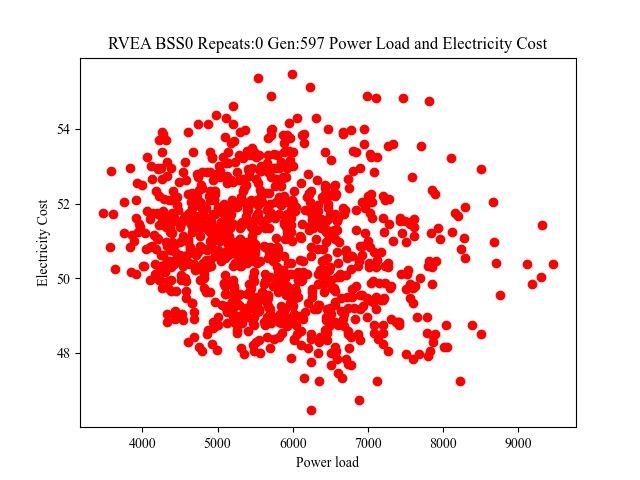 RVEA BSS0 Repeats:0 Gen:597 Power Load and Electricity Cost
54
52
50
48
Electricity Cost
4000 5000 6000 7000 8000 9000
Power load